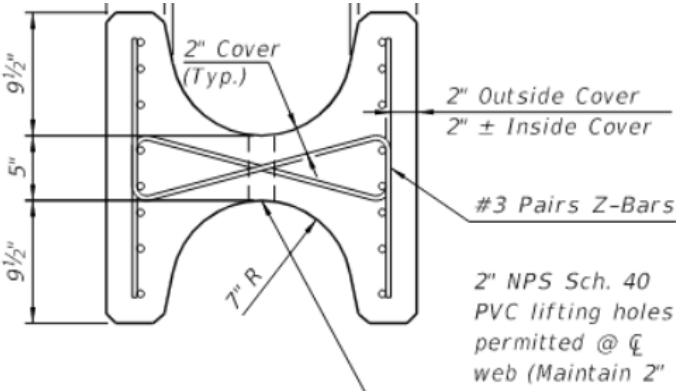 9½"
5"
9½"
2" Cover
(Typ.)
7" R
2" Outside Cover
2" ± Inside Cover
#3 Pairs Z-Bars
2" NPS Sch. 40
PVC lifting holes
permitted @ ℄
web (Maintain 2"